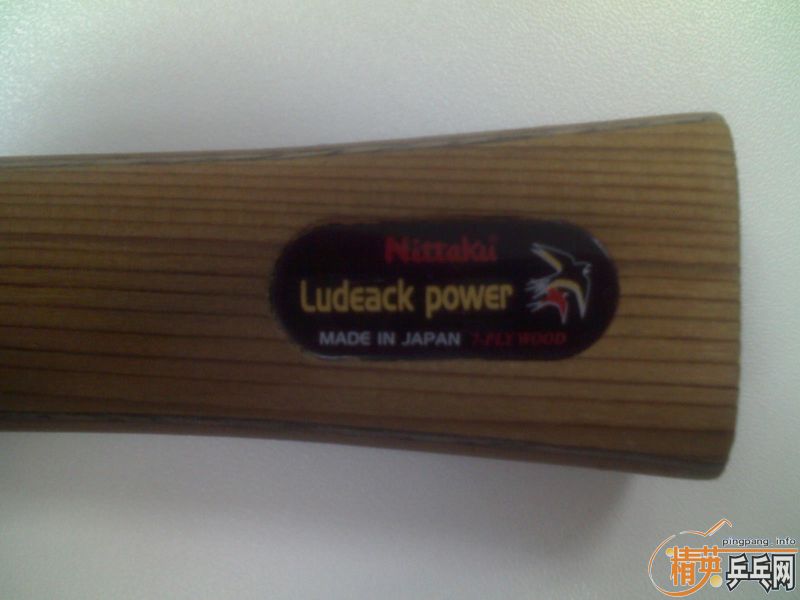 Nittaku
Ludeack power
MADE IN JAPAN 7-PLY WOOD
pingpang.info
精英乒乓网